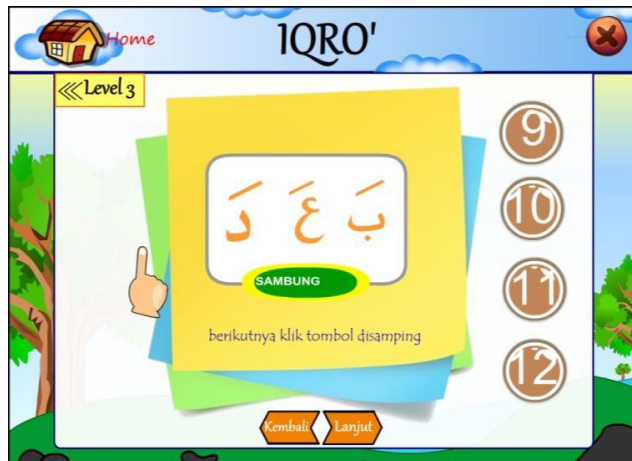 Home
IQRO'
Level 3
بَ عَ دَ
SAMBUNG
berikutnya klik tombol disamping
9
10
11
12
Kembali
Lanjut